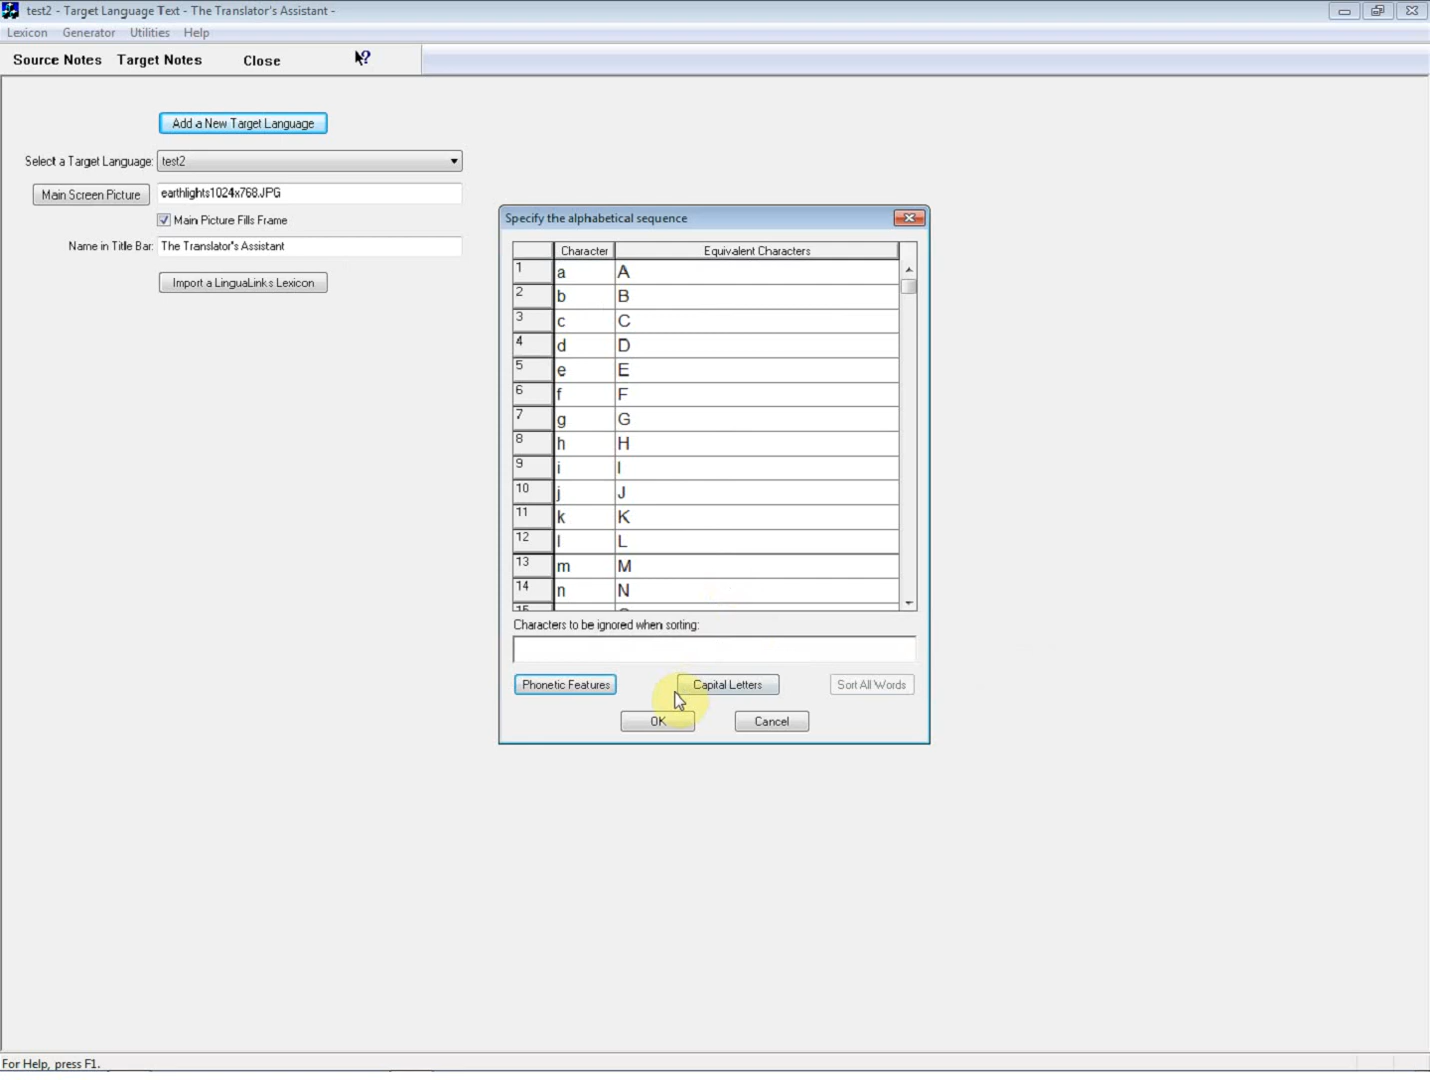 test2 - Target Language Text - The Translator's Assistant -
Lexicon Generator Utilities Help
Source Notes Target Notes Close ?
Add a New Target Language
Select a Target Language: test2
Main Screen Picture earthlights1024x768.JPG
Main Picture Fills Frame
Name in Title Bar: The Translator's Assistant
Import a LinguaLinks Lexicon
Specify the alphabetical sequence
Character Equivalent Characters
1 a A
2 b B
3 c C
4 d D
5 e E
6 f F
7 g G
8 h H
9 i I
10 j J
11 k K
12 l L
13 m M
14 n N
15
Characters to be ignored when sorting:
Phonetic Features Capital Letters Sort All Words
OK Cancel
For Help, press F1.